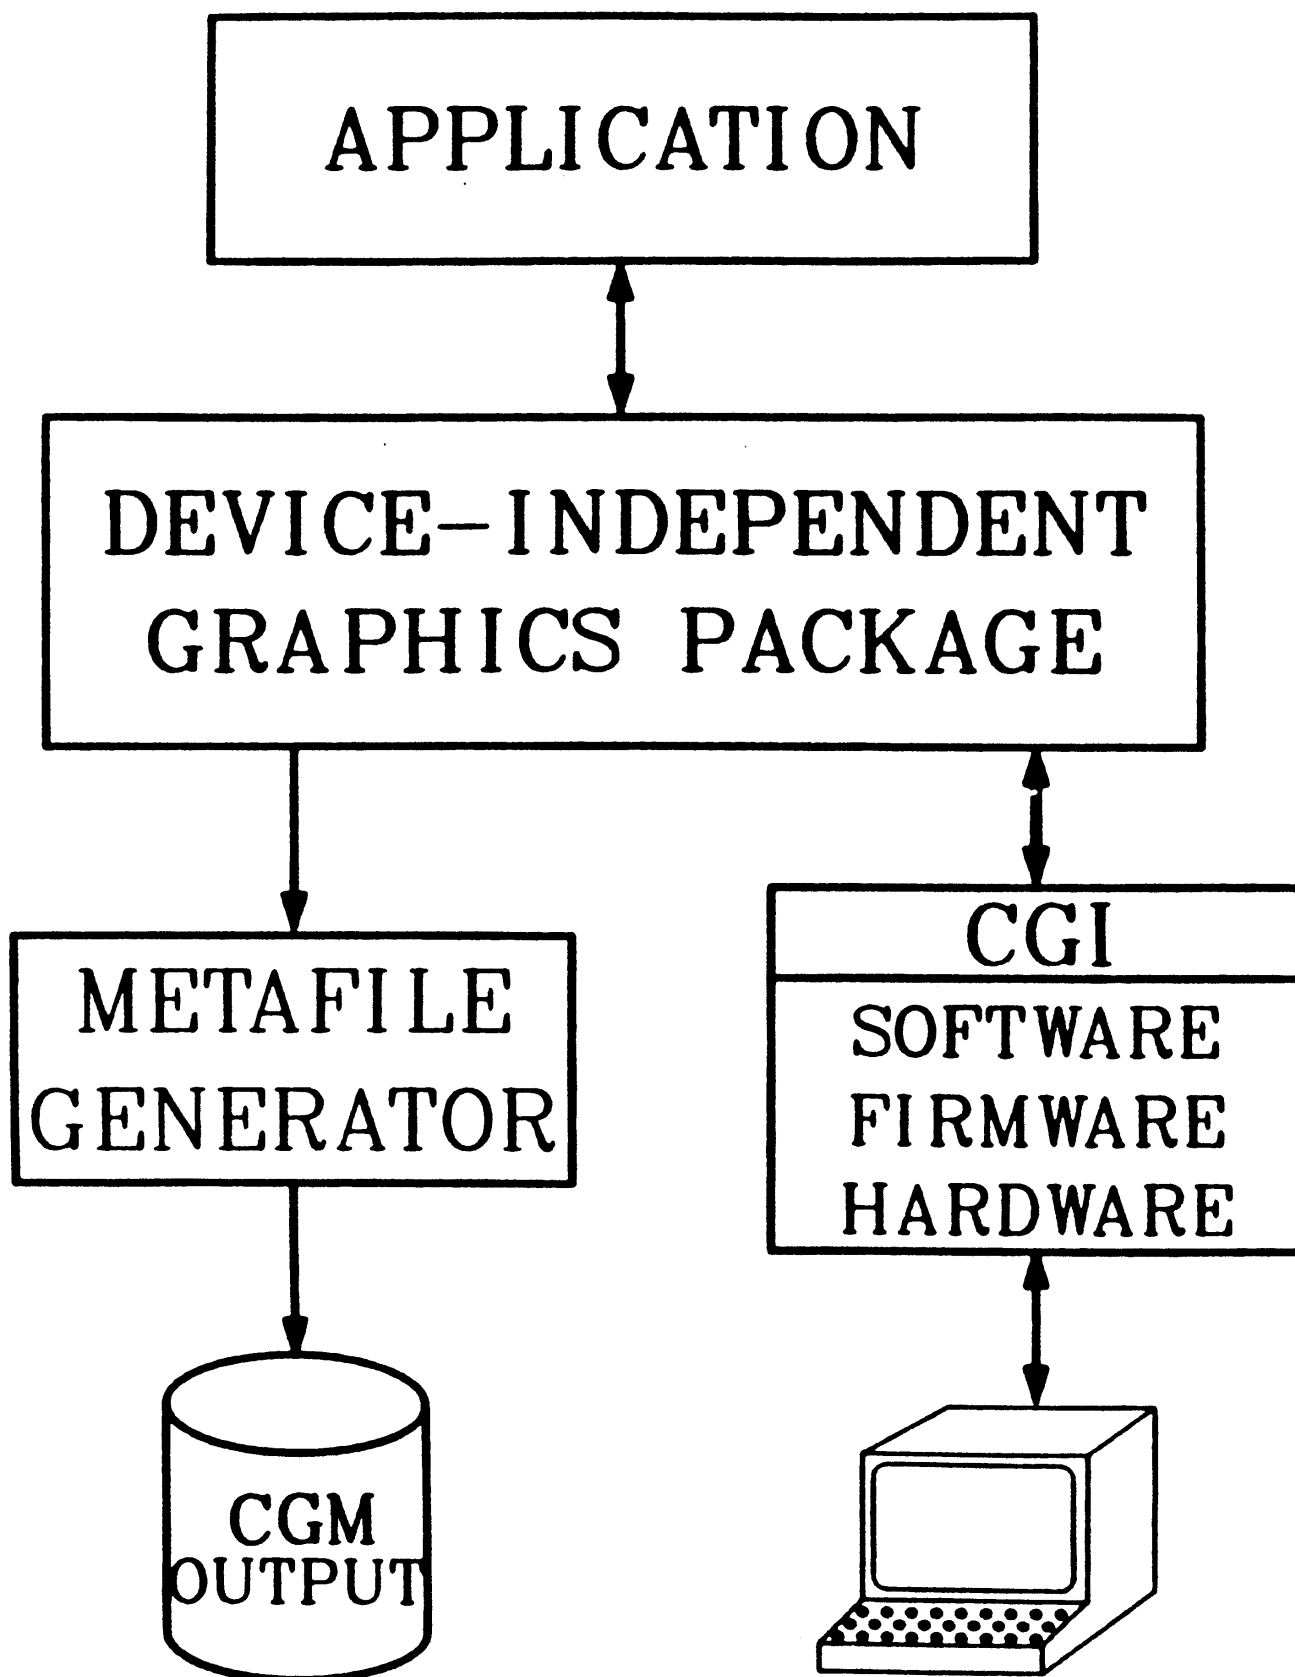 APPLICATION
DEVICE-INDEPENDENT
GRAPHICS PACKAGE
METAFILE
GENERATOR
CGM
OUTPUT
CGI
SOFTWARE
FIRMWARE
HARDWARE